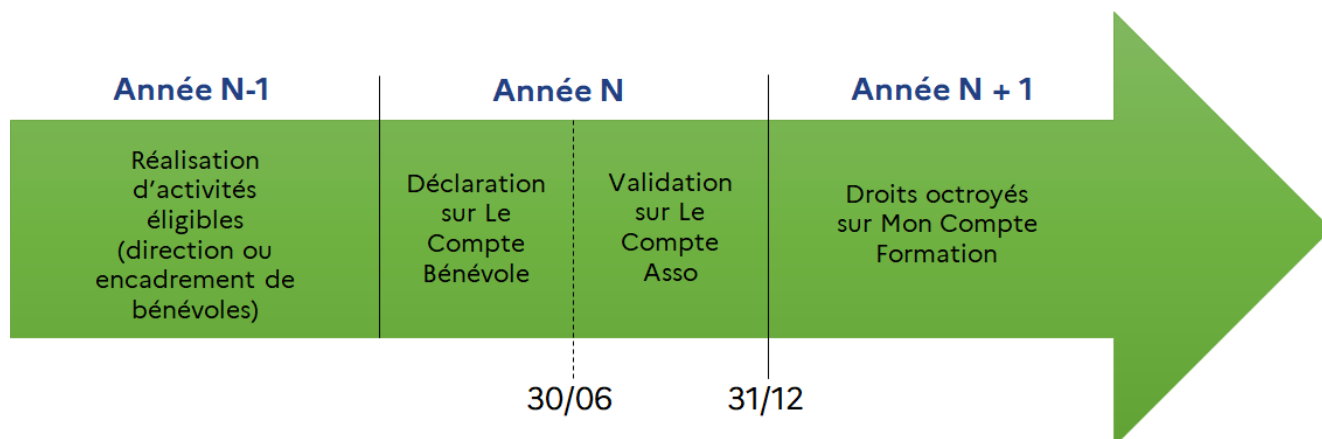 Année N-1
Année N
Année N + 1
Réalisation
d’activités
éligibles
(direction ou
encadrement de
bénévoles)
Déclaration
sur Le
Compte
Bénévole
Validation
sur Le
Compte
Asso
Droits octroyés
sur Mon Compte
Formation
30/06
31/12